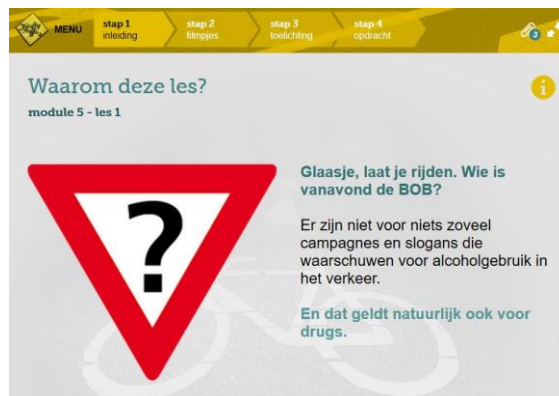 MENU
stap 1
inleiding
stap 2
filmpjes
stap 3
toelichting
stap 4
opdracht
3
Waarom deze les?
i
module 5 - les 1
?
Glaasje, laat je rijden. Wie is
vanavond de BOB?
Er zijn niet voor niets zoveel
campagnes en slogans die
waarschuwen voor alcoholgebruik in
het verkeer.
En dat geldt natuurlijk ook voor
drugs.